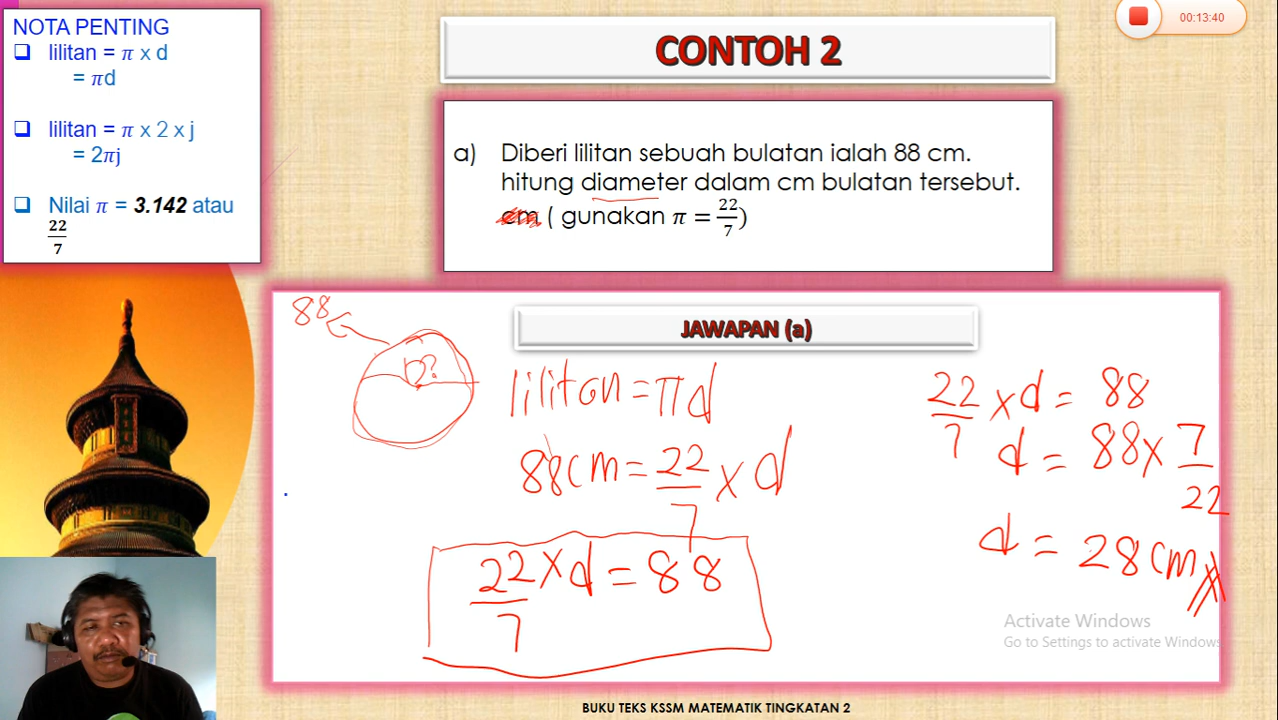 NOTA PENTING
lilitan = π x d
= πd
lilitan = π x 2 x j
= 2πj
Nilai π = 3.142 atau
22
7
00:13:40
CONTOH 2
a) Diberi lilitan sebuah bulatan ialah 88 cm.
hitung diameter dalam cm bulatan tersebut.
cm ( gunakan π = 22/7)
JAWAPAN (a)
88
D?
lilitan = πd
88cm = 22/7 x d
22/7 x d = 88
22/7 x d = 88
d = 88 x 7/22
d = 28cm
Activate Windows
Go to Settings to activate Windows
BUKU TEKS KSSM MATEMATIK TINGKATAN 2